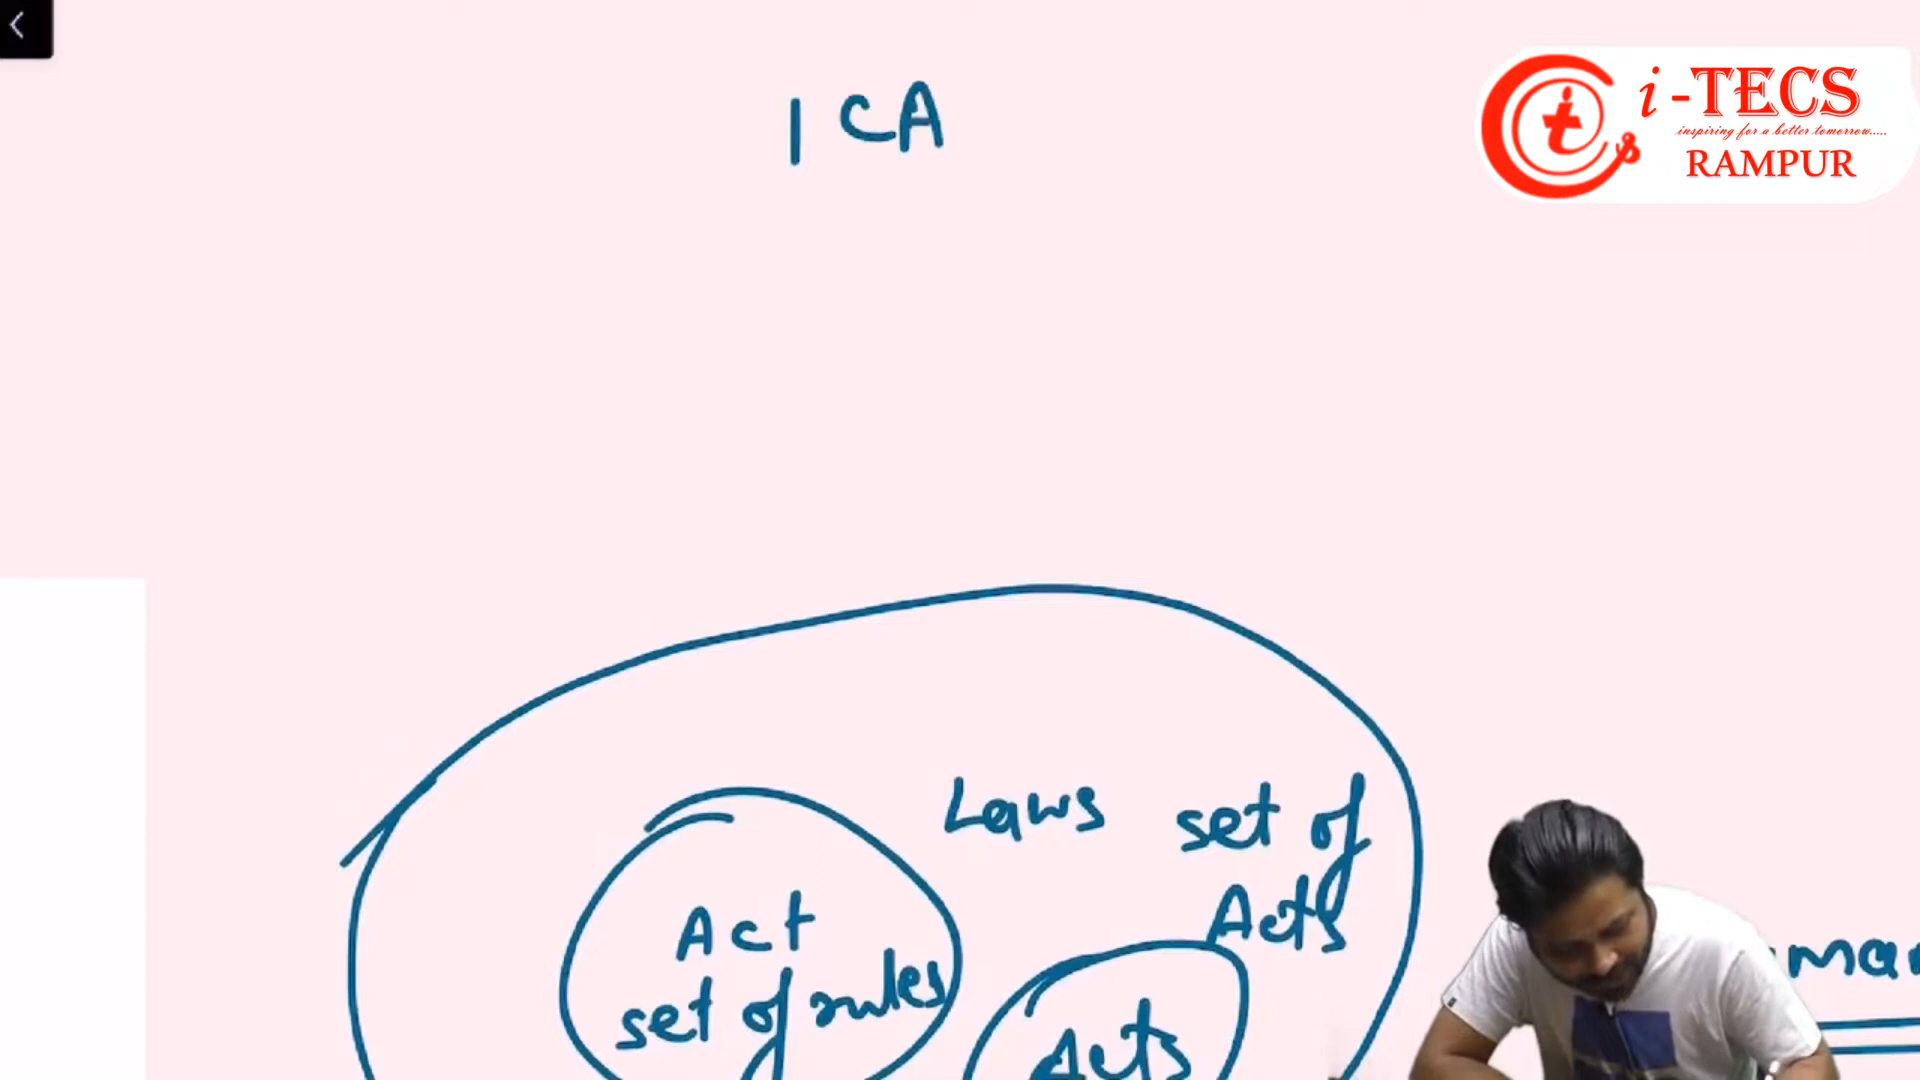 ICA
i-TECS
inspiring for a better tomorrow.....
RAMPUR
Laws set of
Acts
Act
set of rules
Acts